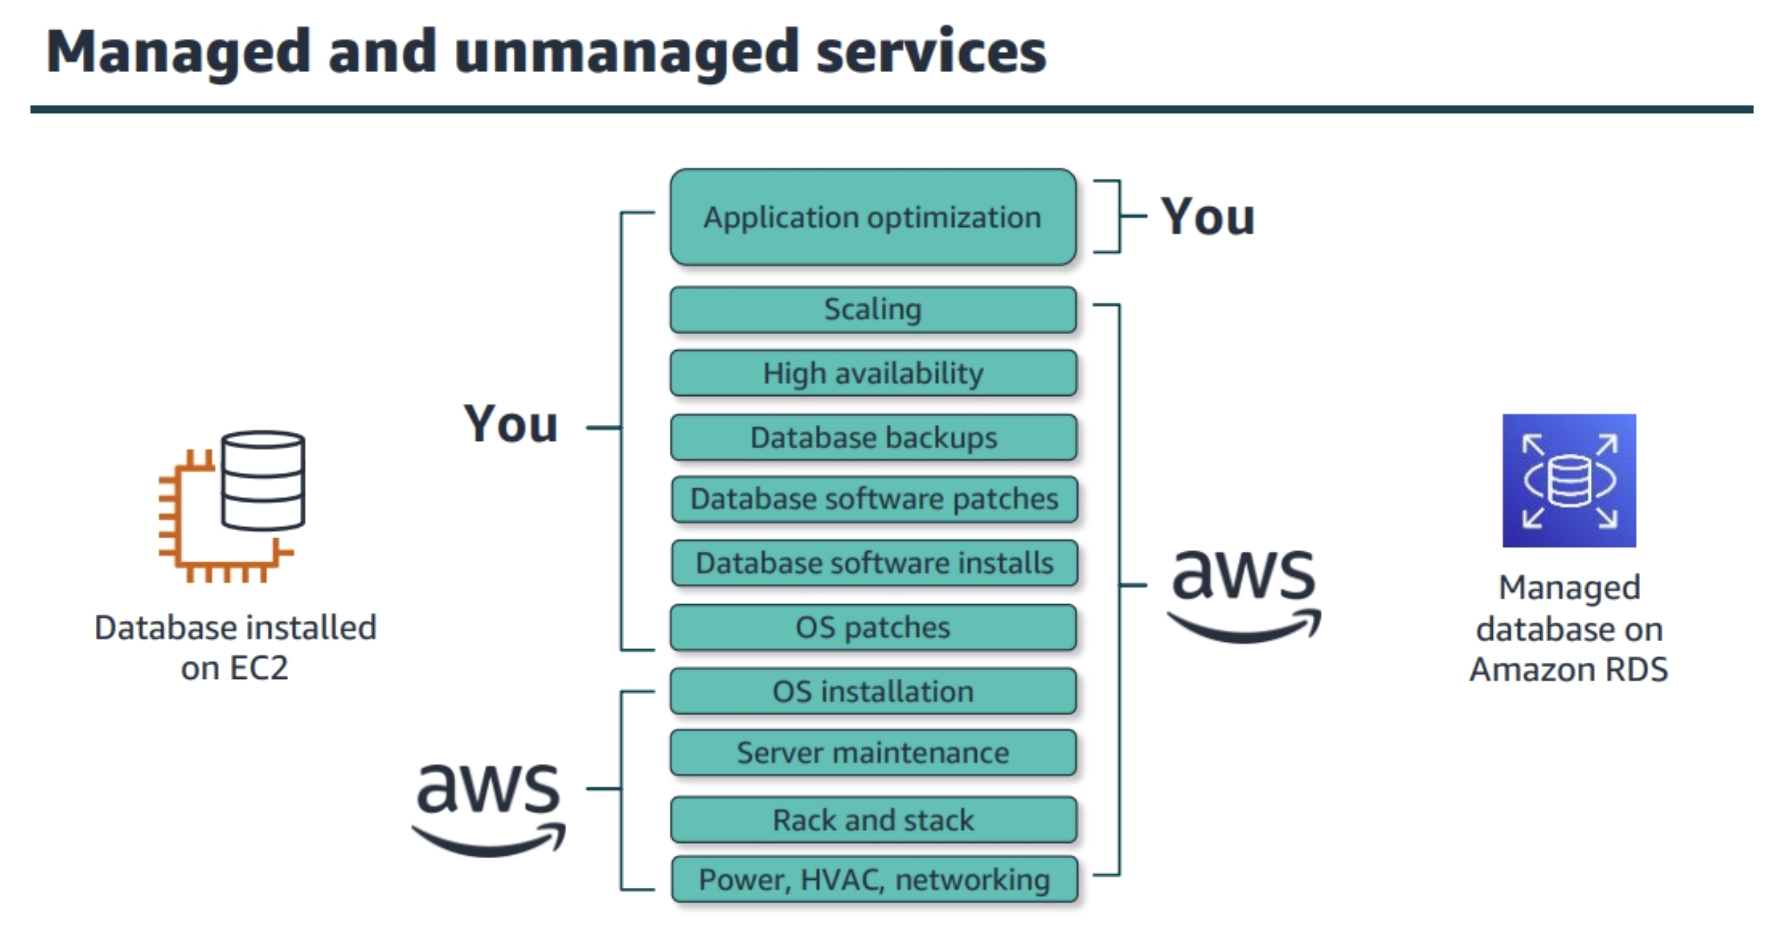 Managed and unmanaged services
Application optimization
You
Scaling
High availability
You
Database backups
Database software patches
Database software installs
aws
Managed
database on
Amazon RDS
Database installed
on EC2
OS patches
OS installation
Server maintenance
aws
Rack and stack
Power, HVAC, networking